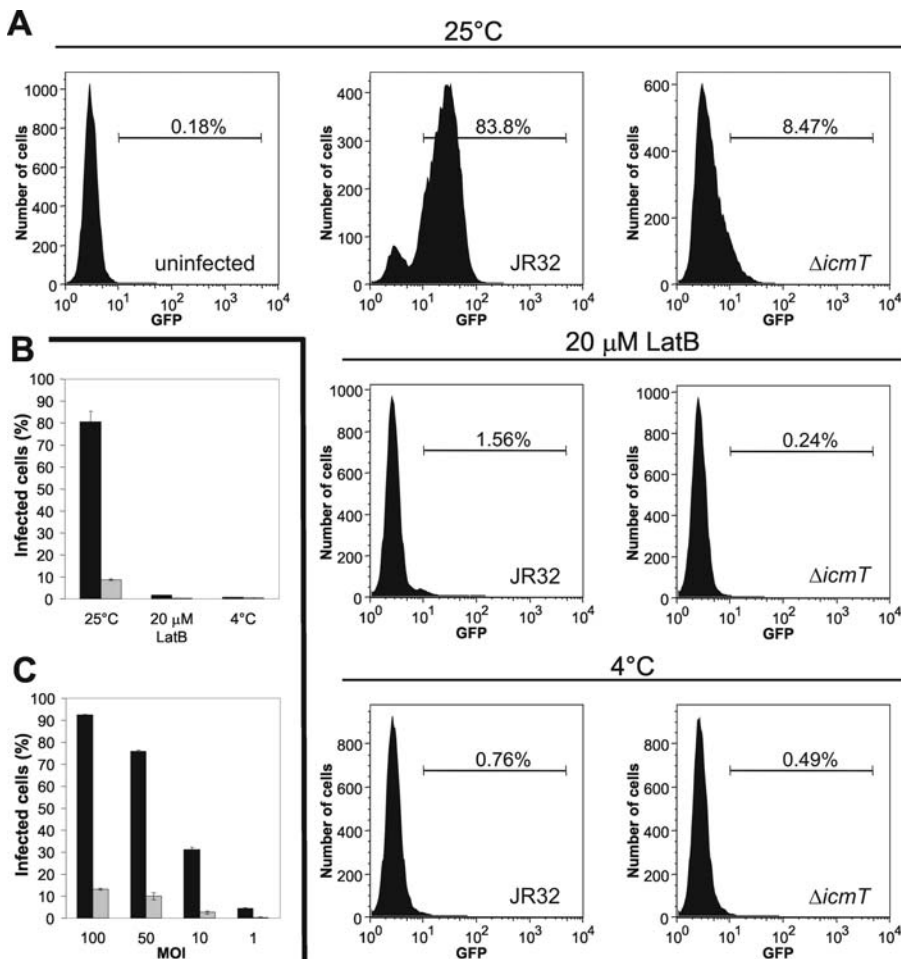 A
25°C
Number of cells
1000
800
600
400
200
0
0.18%
uninfected
10⁰ 10¹ 10² 10³ 10⁴
GFP
Number of cells
400
300
200
100
0
83.8%
JR32
10⁰ 10¹ 10² 10³ 10⁴
GFP
Number of cells
600
400
200
0
8.47%
ΔicmT
10⁰ 10¹ 10² 10³ 10⁴
GFP
B
Infected cells (%)
100
90
80
70
60
50
40
30
20
10
0
25°C 20 µM 4°C
LatB
20 µM LatB
Number of cells
1000
800
600
400
200
0
1.56%
JR32
10⁰ 10¹ 10² 10³ 10⁴
GFP
Number of cells
1000
800
600
400
200
0
0.24%
ΔicmT
10⁰ 10¹ 10² 10³ 10⁴
GFP
C
Infected cells (%)
100
90
80
70
60
50
40
30
20
10
0
100 50 10 1
MOI
4°C
Number of cells
800
600
400
200
0
0.76%
JR32
10⁰ 10¹ 10² 10³ 10⁴
GFP
Number of cells
800
600
400
200
0
0.49%
ΔicmT
10⁰ 10¹ 10² 10³ 10⁴
GFP